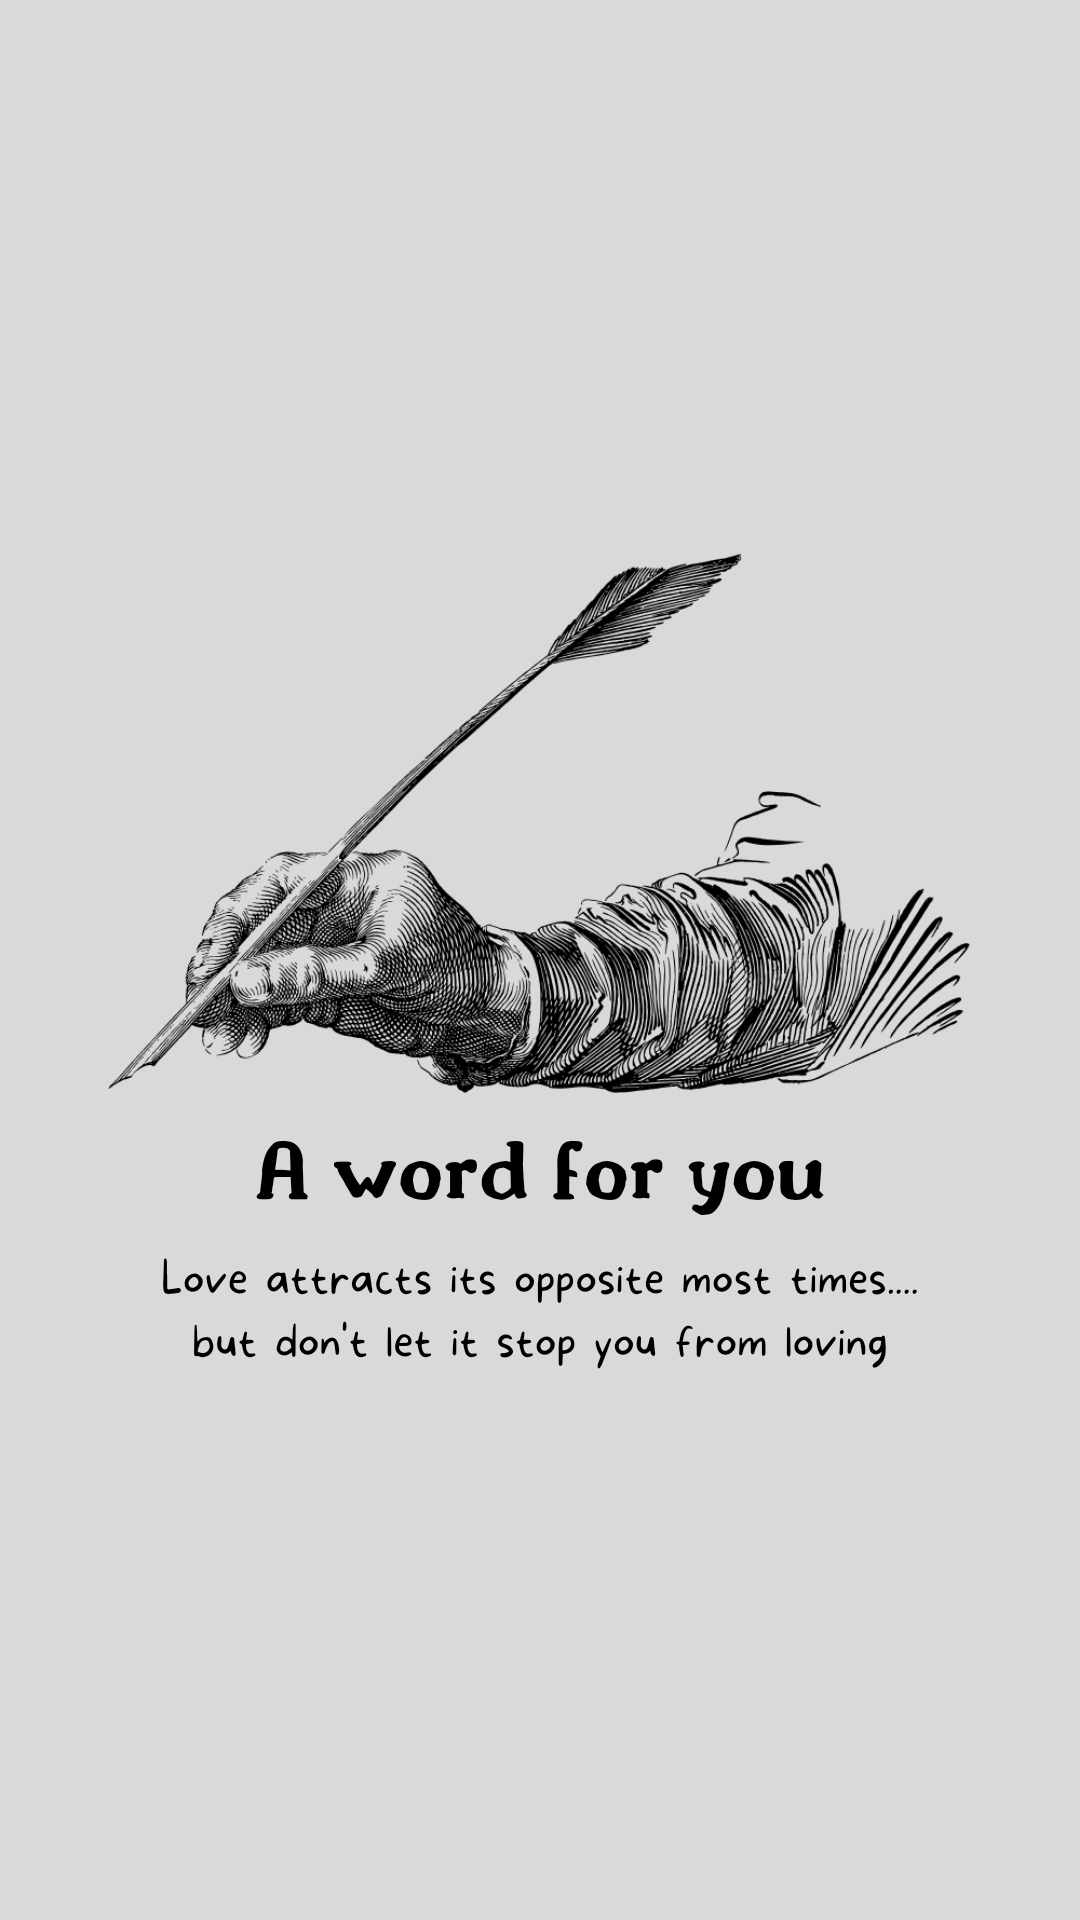 A word for you
Love attracts its opposite most times....
but don't let it stop you from loving